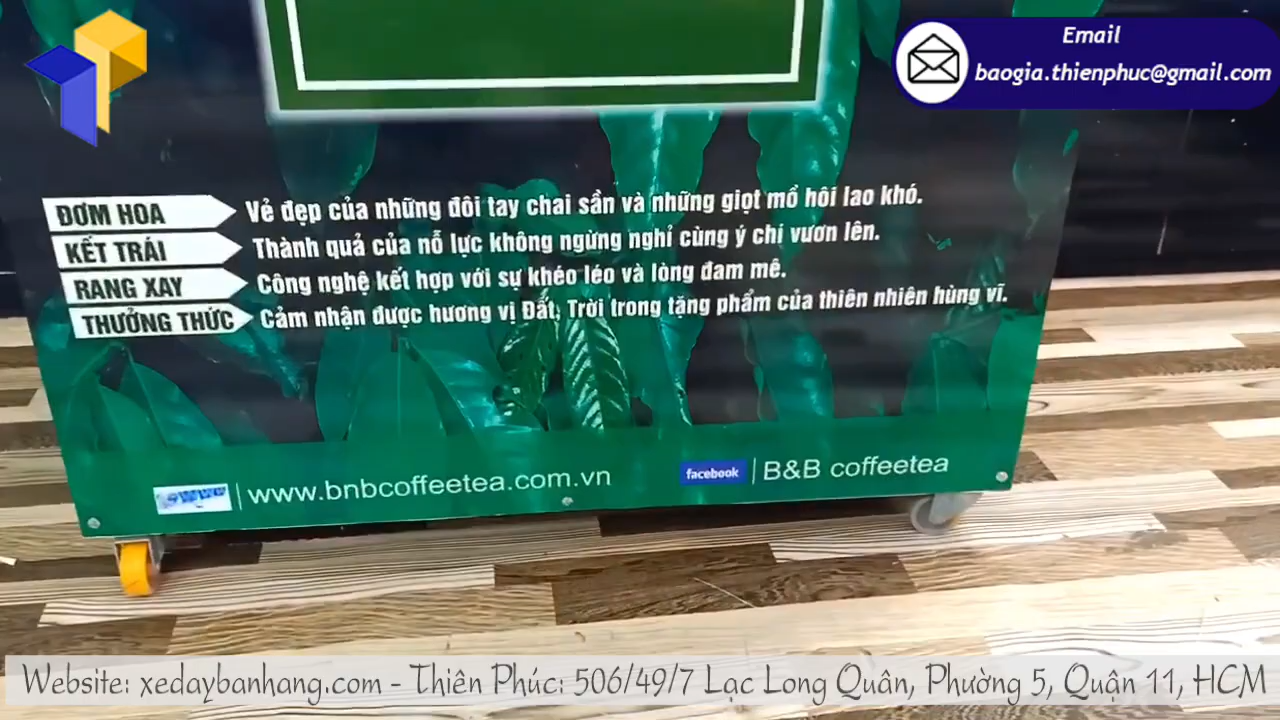 Email
baogia.thienphuc@gmail.com
ĐƠM HOA Vẻ đẹp của những đôi tay chai sần và những giọt mồ hôi lao khó.
KẾT TRÁI Thành quả của nỗ lực không ngừng nghỉ cùng ý chí vươn lên.
RANG XAY Công nghệ kết hợp với sự khéo léo và lòng đam mê.
THƯỞNG THỨC Cảm nhận được hương vị Đất, Trời trong tặng phẩm của thiên nhiên hùng vĩ.
www.bnbcoffeetea.com.vn facebook B&B coffeetea
Website: xedaybanhang.com - Thiên Phúc: 506/49/7 Lạc Long Quân, Phường 5, Quận 11, HCM